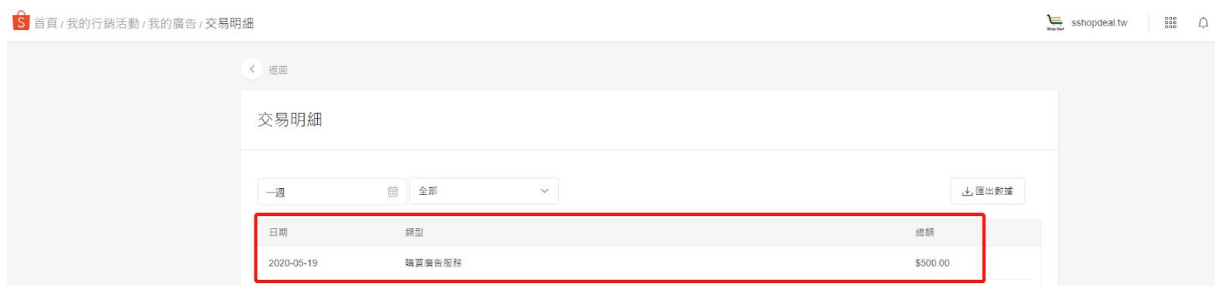 首頁 / 我的行銷活動 / 我的廣告 / 交易明細
sshopdeal.tw
返回
交易明細
一週 全部 匯出數據
日期 類型 總額
2020-05-19 購買廣告服務 $500.00